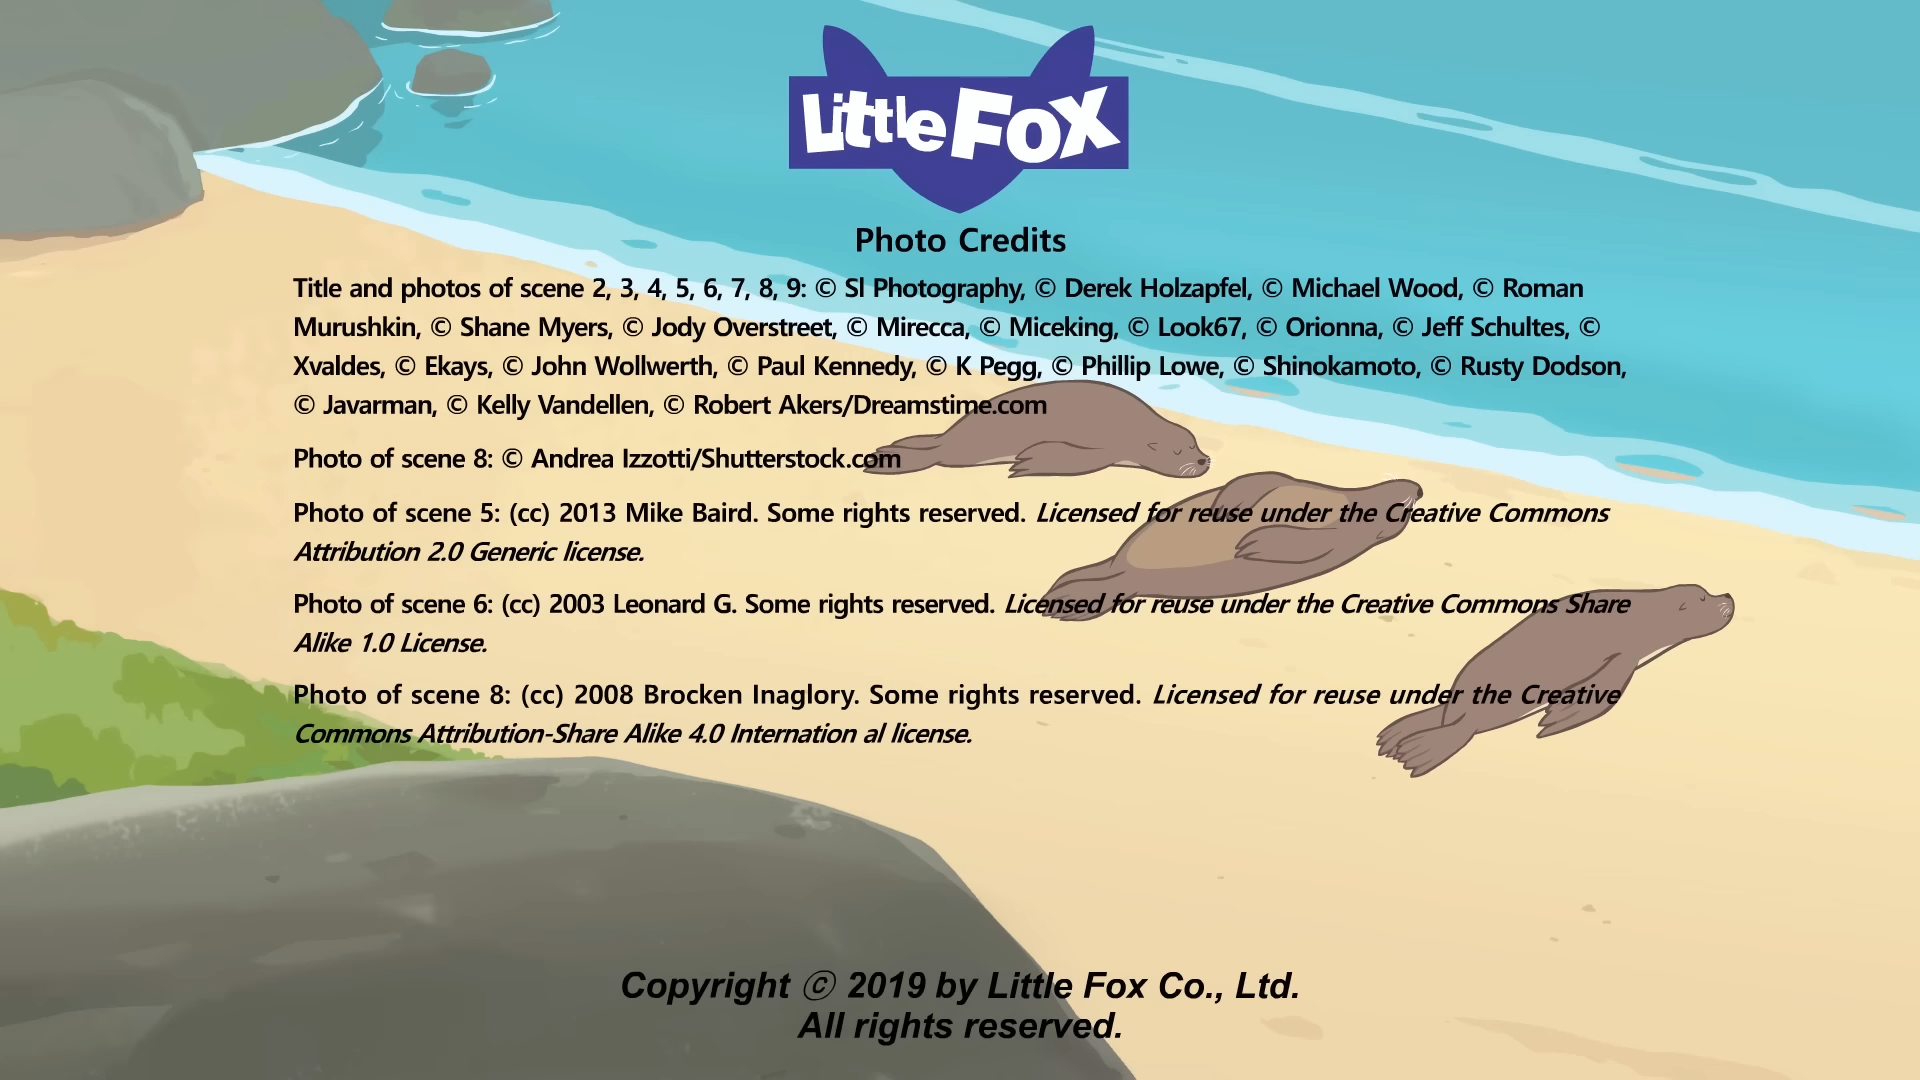 Little Fox
Photo Credits
Title and photos of scene 2, 3, 4, 5, 6, 7, 8, 9: © Sl Photography, © Derek Holzapfel, © Michael Wood, © Roman
Murushkin, © Shane Myers, © Jody Overstreet, © Mirecca, © Miceking, © Look67, © Orionna, © Jeff Schultes, ©
Xvaldes, © Ekays, © John Wollwerth, © Paul Kennedy, © K Pegg, © Phillip Lowe, © Shinokamoto, © Rusty Dodson,
© Javarman, © Kelly Vandellen, © Robert Akers/Dreamstime.com
Photo of scene 8: © Andrea Izzotti/Shutterstock.com
Photo of scene 5: (cc) 2013 Mike Baird. Some rights reserved. Licensed for reuse under the Creative Commons
Attribution 2.0 Generic license.
Photo of scene 6: (cc) 2003 Leonard G. Some rights reserved. Licensed for reuse under the Creative Commons Share
Alike 1.0 License.
Photo of scene 8: (cc) 2008 Brocken Inaglory. Some rights reserved. Licensed for reuse under the Creative
Commons Attribution-Share Alike 4.0 Internation al license.
Copyright ⓒ 2019 by Little Fox Co., Ltd.
All rights reserved.